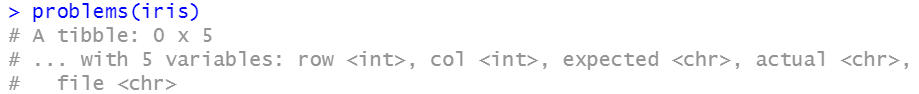 > problems(iris)
# A tibble: 0 x 5
# ... with 5 variables: row <int>, col <int>, expected <chr>, actual <chr>,
#   file <chr>